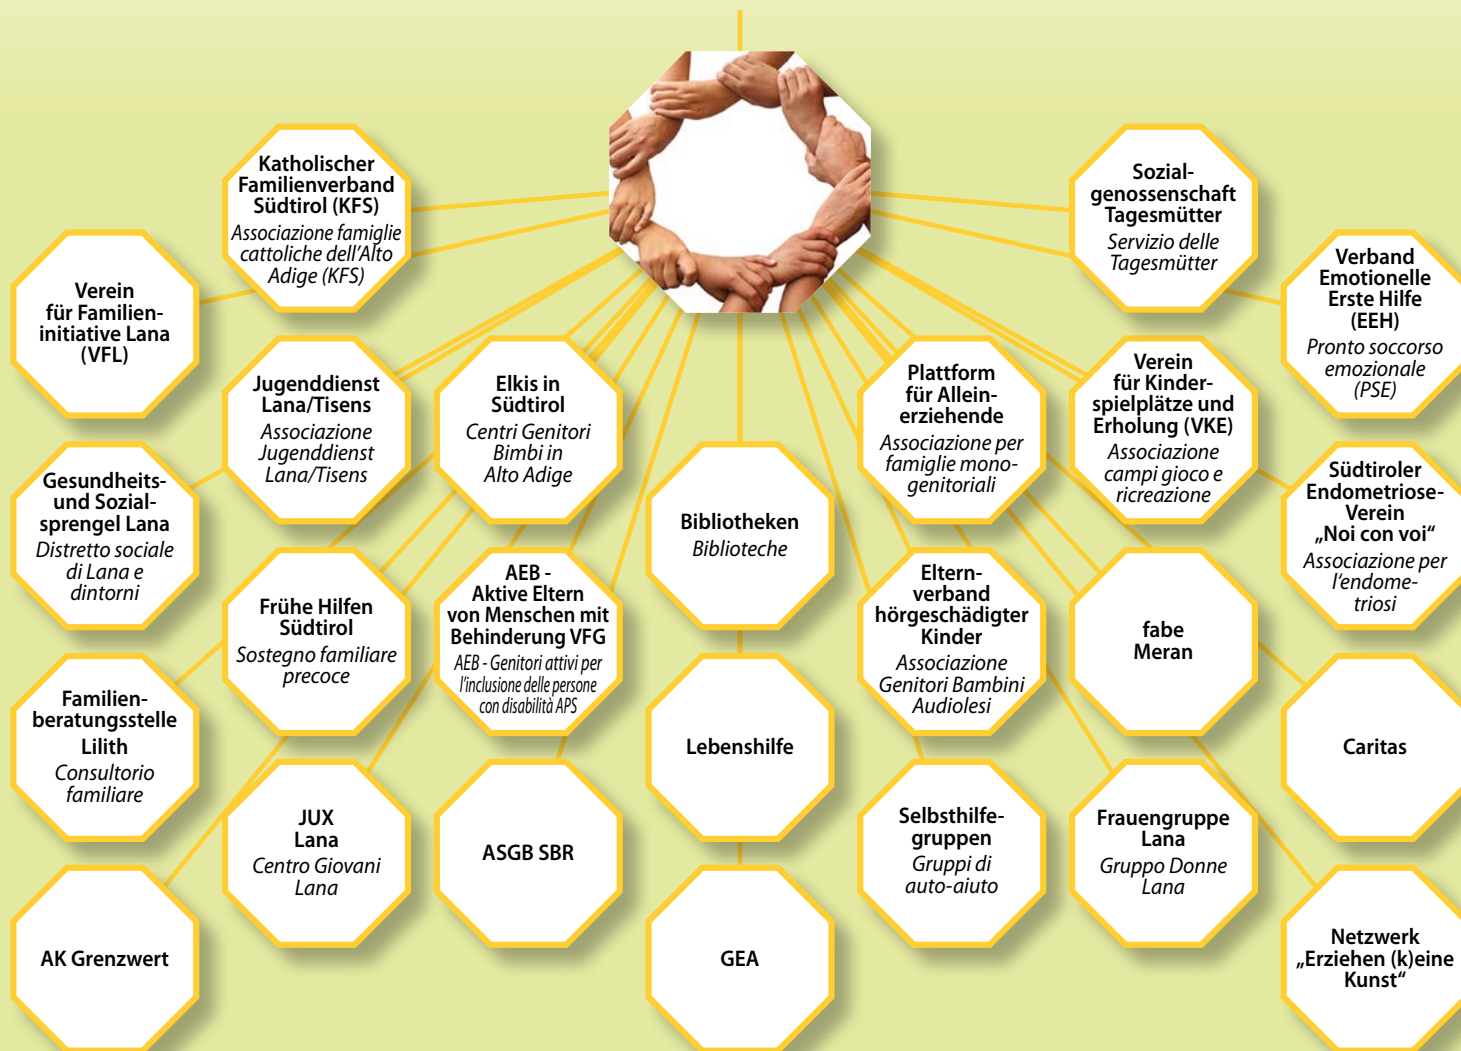 Katholischer
Familienverband
Südtirol (KFS)
Associazione famiglie
cattoliche dell'Alto
Adige (KFS)
Sozial-
genossenschaft
Tagesmütter
Servizio delle
Tagesmütter
Verein
für Familien-
initiative Lana
(VFL)
Verband
Emotionelle
Erste Hilfe
(EEH)
Pronto soccorso
emozionale
(PSE)
Jugenddienst
Lana/Tisens
Associazione
Jugenddienst
Lana/Tisens
Elkis in
Südtirol
Centri Genitori
Bimbi in
Alto Adige
Plattform
für Allein-
erziehende
Associazione per
famiglie mono-
genitoriali
Verein
für Kinder-
spielplätze und
Erholung (VKE)
Associazione
campi gioco e
ricreazione
Gesundheits-
und Sozial-
sprengel Lana
Distretto sociale
di Lana e
dintorni
Bibliotheken
Biblioteche
Südtiroler
Endometriose-
Verein
„Noi con voi“
Associazione per
l'endome-
triosi
Frühe Hilfen
Südtirol
Sostegno familiare
precoce
AEB -
Aktive Eltern
von Menschen mit
Behinderung VFG
AEB - Genitori attivi per
l'inclusione delle persone
con disabilità APS
Eltern-
verband
hörgeschädigter
Kinder
Associazione
Genitori Bambini
Audiolesi
fabe
Meran
Familien-
beratungsstelle
Lilith
Consultorio
familiare
Lebenshilfe
Caritas
JUX
Lana
Centro Giovani
Lana
ASGB SBR
Selbsthilfe-
gruppen
Gruppi di
auto-aiuto
Frauengruppe
Lana
Gruppo Donne
Lana
AK Grenzwert
GEA
Netzwerk
„Erziehen (k)eine
Kunst“